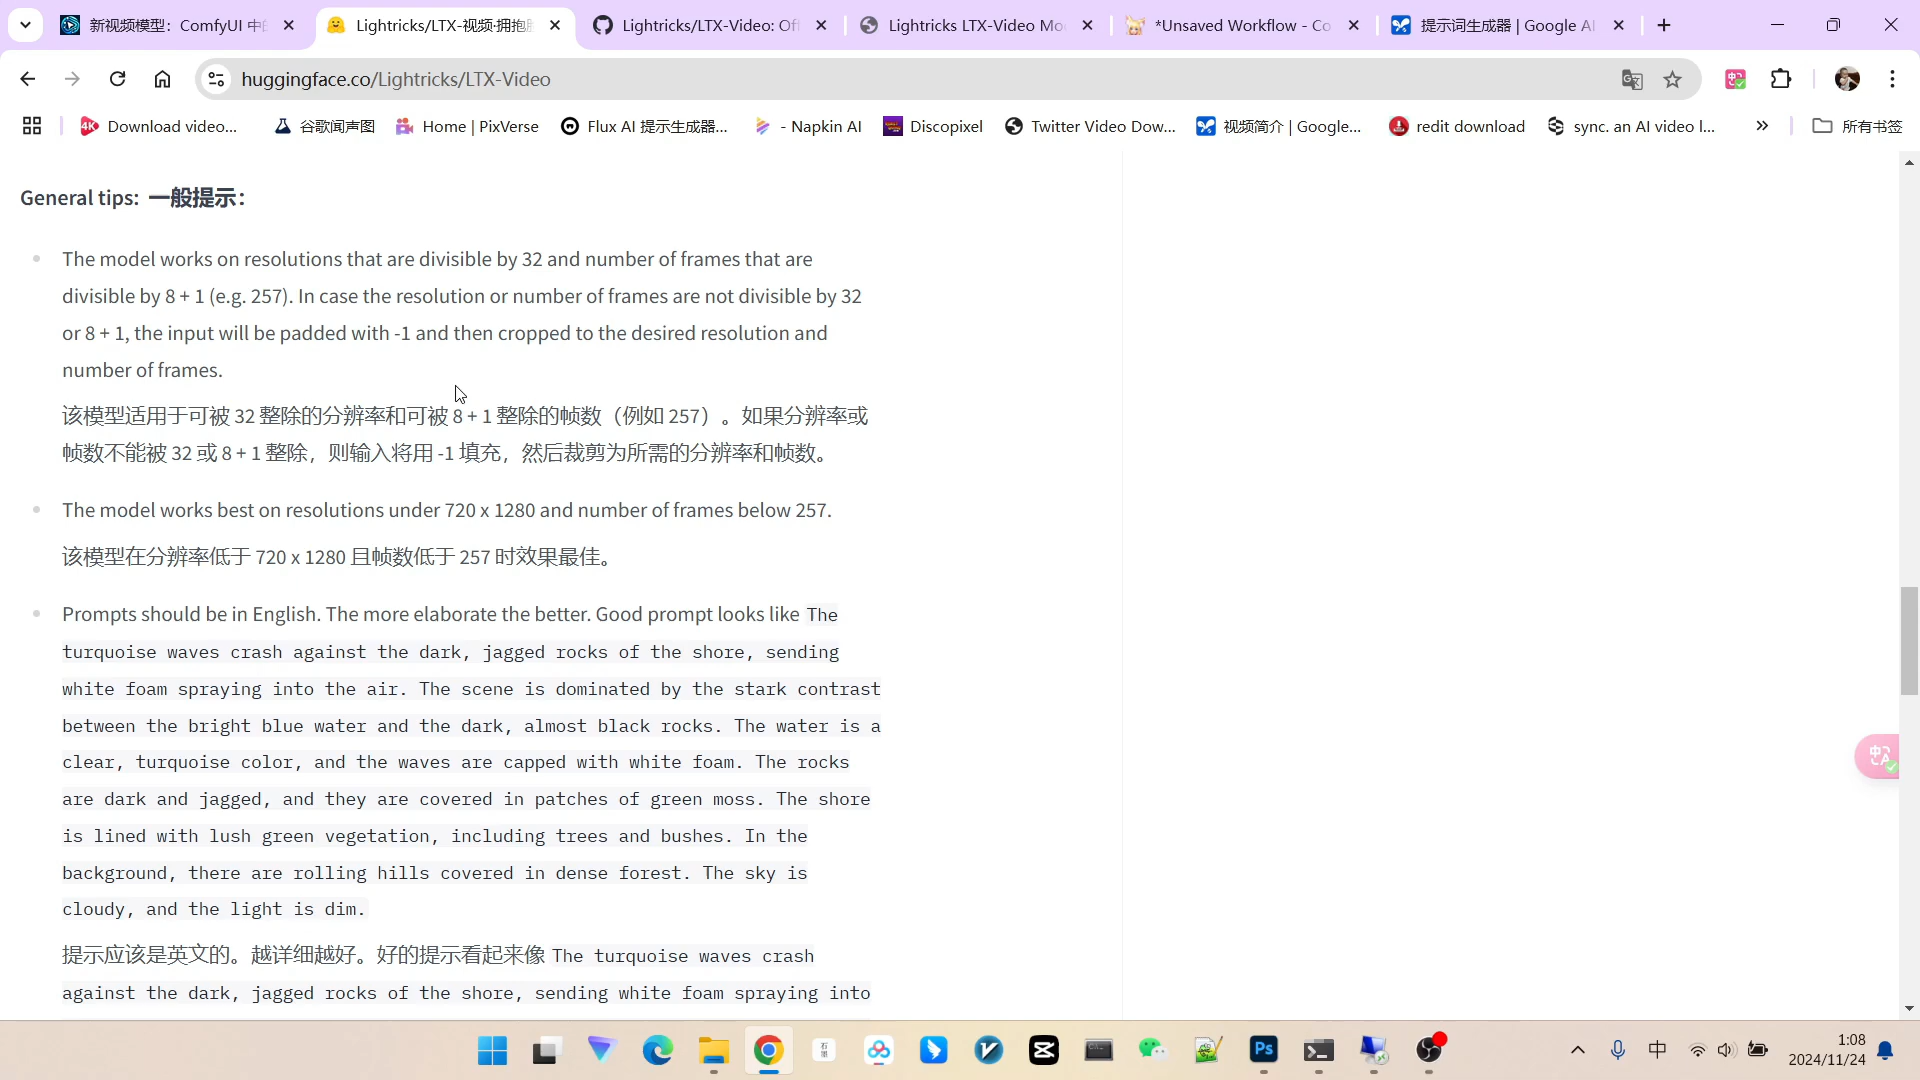 新视频模型：ComfyUI 中
Lightricks/LTX-视频·拥抱
Lightricks/LTX-Video: Of
Lightricks LTX-Video Mo
*Unsaved Workflow - Co
提示词生成器 | Google AI
huggingface.co/Lightricks/LTX-Video
Download video...
谷歌闻声图
Home | PixVerse
Flux AI 提示生成器...
- Napkin AI
Discopixel
Twitter Video Dow...
视频简介 | Google...
redit download
sync. an AI video l...
所有书签
General tips: 一般提示：
The model works on resolutions that are divisible by 32 and number of frames that are
divisible by 8 + 1 (e.g. 257). In case the resolution or number of frames are not divisible by 32
or 8 + 1, the input will be padded with -1 and then cropped to the desired resolution and
number of frames.
该模型适用于可被 32 整除的分辨率和可被 8 + 1 整除的帧数（例如 257）。如果分辨率或
帧数不能被 32 或 8 + 1 整除，则输入将用 -1 填充，然后裁剪为所需的分辨率和帧数。
The model works best on resolutions under 720 x 1280 and number of frames below 257.
该模型在分辨率低于 720 x 1280 且帧数低于 257 时效果最佳。
Prompts should be in English. The more elaborate the better. Good prompt looks like The
turquoise waves crash against the dark, jagged rocks of the shore, sending
white foam spraying into the air. The scene is dominated by the stark contrast
between the bright blue water and the dark, almost black rocks. The water is a
clear, turquoise color, and the waves are capped with white foam. The rocks
are dark and jagged, and they are covered in patches of green moss. The shore
is lined with lush green vegetation, including trees and bushes. In the
background, there are rolling hills covered in dense forest. The sky is
cloudy, and the light is dim.
提示应该是英文的。越详细越好。好的提示看起来像 The turquoise waves crash
against the dark, jagged rocks of the shore, sending white foam spraying into
中
1:08
2024/11/24